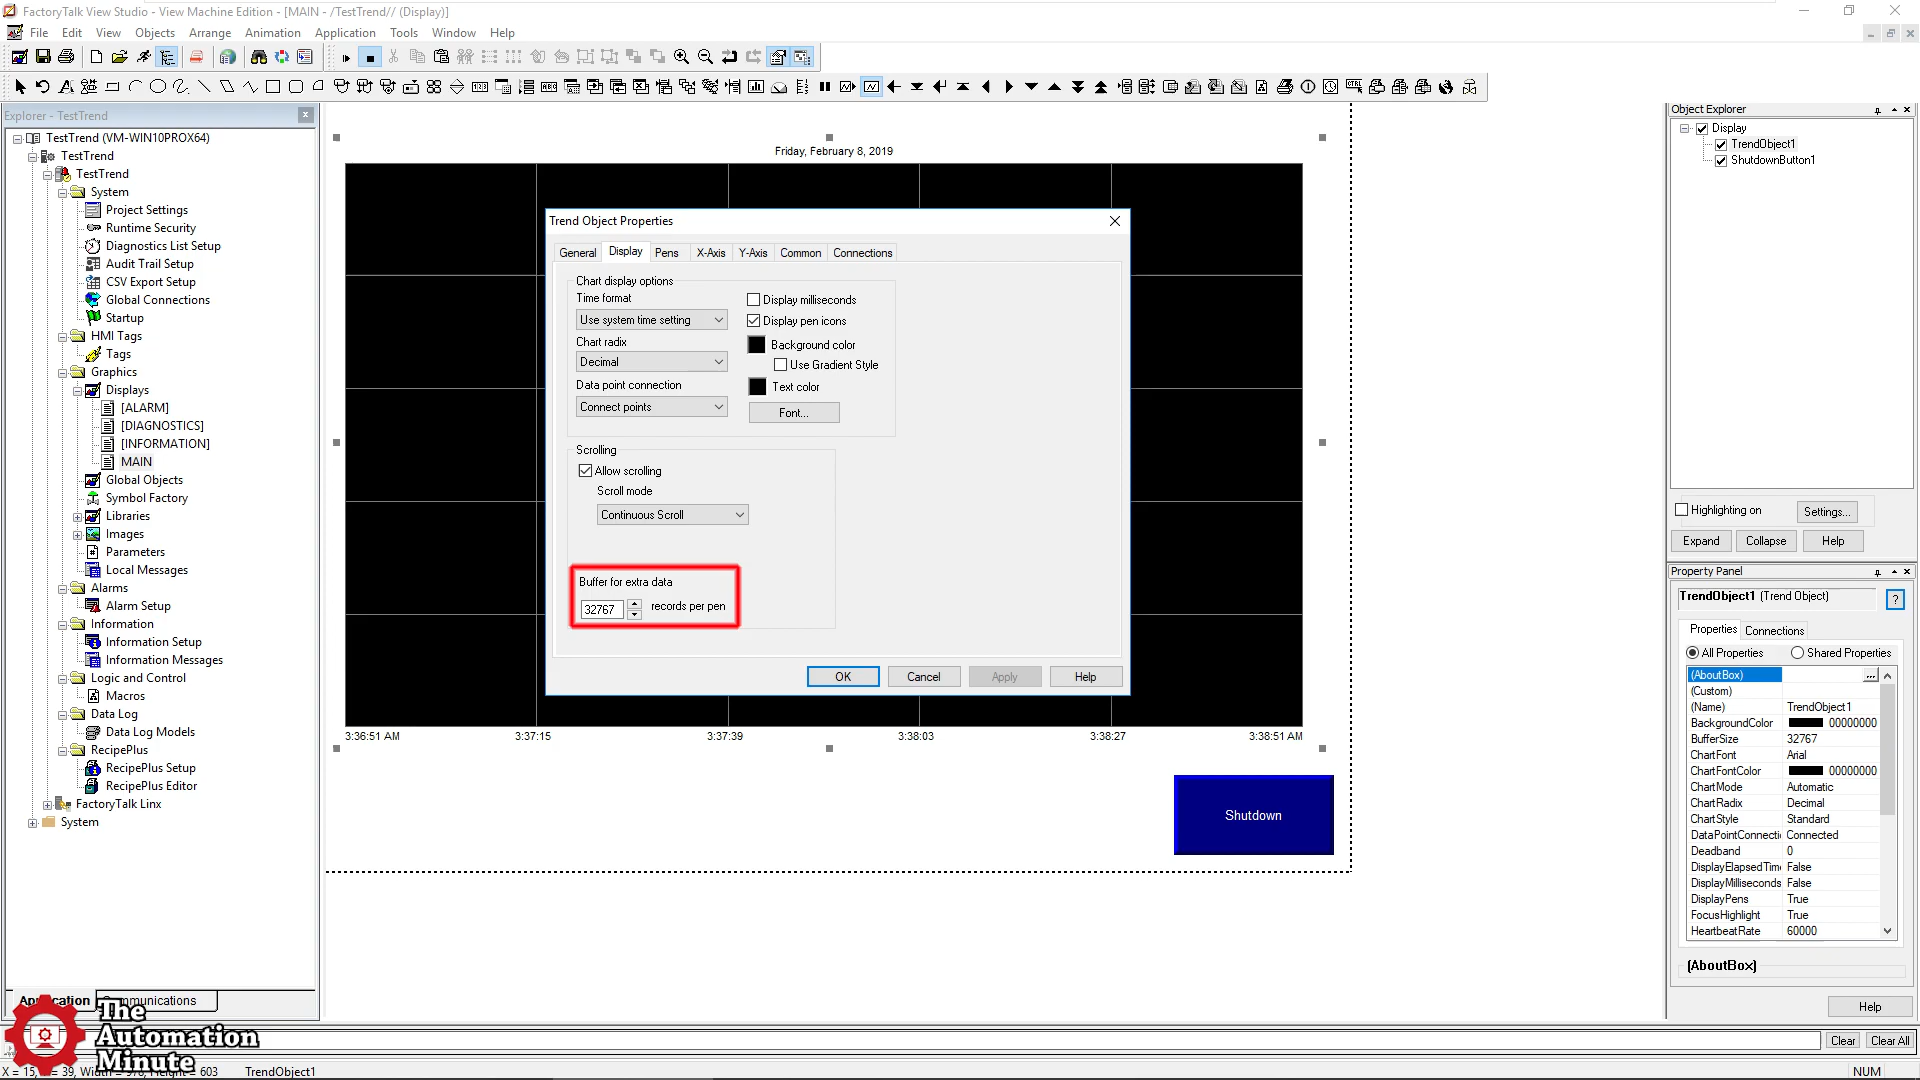 FactoryTalk View Studio - View Machine Edition - [MAIN - /TestTrend// (Display)]
File Edit View Objects Arrange Animation Application Tools Window Help
Explorer - TestTrend
TestTrend (VM-WIN10PROX64)
TestTrend
TestTrend
System
Project Settings
Runtime Security
Diagnostics List Setup
Audit Trail Setup
CSV Export Setup
Global Connections
Startup
HMI Tags
Tags
Graphics
Displays
[ALARM]
[DIAGNOSTICS]
[INFORMATION]
MAIN
Global Objects
Symbol Factory
Libraries
Images
Parameters
Local Messages
Alarms
Alarm Setup
Information
Information Setup
Information Messages
Logic and Control
Macros
Data Log
Data Log Models
RecipePlus
RecipePlus Setup
RecipePlus Editor
FactoryTalk Linx
System
Friday, February 8, 2019
Trend Object Properties
General Display Pens X-Axis Y-Axis Common Connections
Chart display options
Time format
Use system time setting
Chart radix
Decimal
Data point connection
Connect points
Display milliseconds
Display pen icons
Background color
Use Gradient Style
Text color
Font...
Scrolling
Allow scrolling
Scroll mode
Continuous Scroll
Buffer for extra data
32767 records per pen
OK Cancel Apply Help
3:36:51 AM 3:37:15 3:37:39 3:38:03 3:38:27 3:38:51 AM
Shutdown
Object Explorer
Display
TrendObject1
ShutdownButton1
Highlighting on Settings...
Expand Collapse Help
Property Panel
TrendObject1 (Trend Object) ?
Properties Connections
All Properties Shared Properties
(AboutBox) ...
(Custom)
(Name) TrendObject1
BackgroundColor 00000000
BufferSize 32767
ChartFont Arial
ChartFontColor 00000000
ChartMode Automatic
ChartRadix Decimal
ChartStyle Standard
DataPointConnecti Connected
Deadband 0
DisplayElapsedTim False
DisplayMilliseconds False
DisplayPens True
FocusHighlight True
HeartbeatRate 60000
(AboutBox)
Help
Application Communications
The
Automation
Minute
Clear Clear All
X = 15, = 39, Width = Height = 603 TrendObject1 NUM